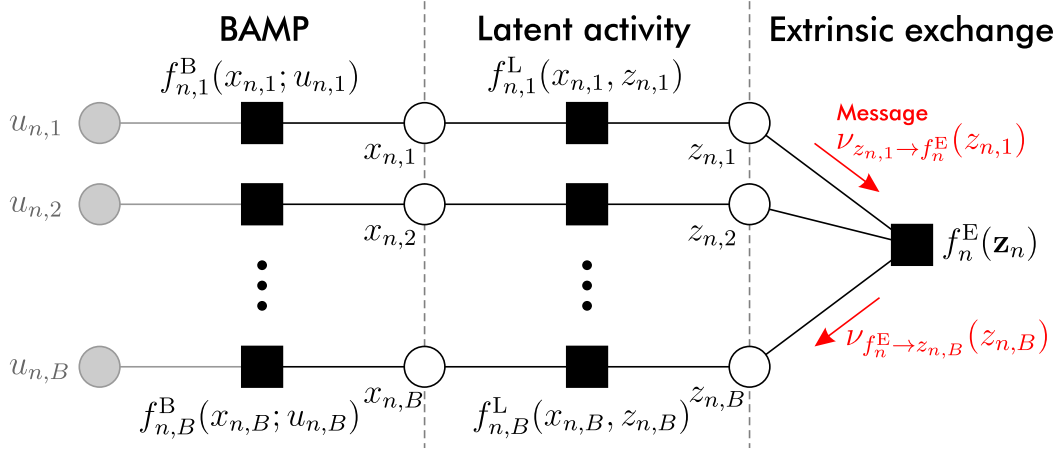 BAMP Latent activity Extrinsic exchange
f^B_{n,1}(x_{n,1}; u_{n,1}) f^L_{n,1}(x_{n,1}, z_{n,1})
u_{n,1} x_{n,1} z_{n,1}
Message
ν_{z_{n,1}→f^E_n}(z_{n,1})
u_{n,2} x_{n,2} z_{n,2}
f^E_n(𝐳_n)
ν_{f^E_n→z_{n,B}}(z_{n,B})
u_{n,B} x_{n,B} z_{n,B}
f^B_{n,B}(x_{n,B}; u_{n,B}) f^L_{n,B}(x_{n,B}, z_{n,B})